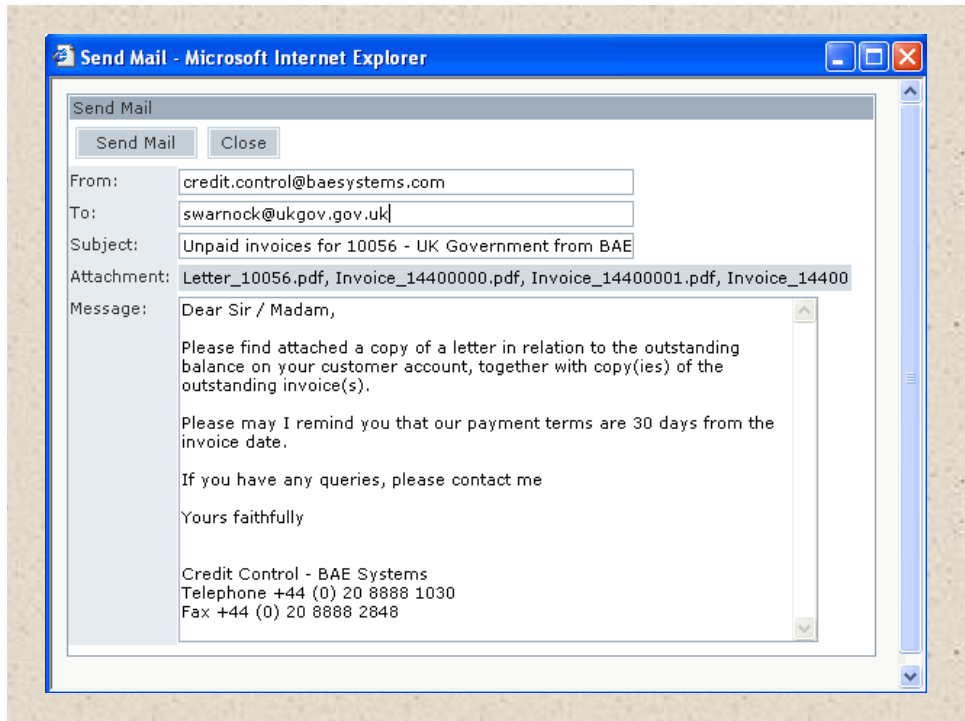 Send Mail - Microsoft Internet Explorer
Send Mail
Send Mail Close
From: credit.control@baesystems.com
To: swarnock@ukgov.gov.uk
Subject: Unpaid invoices for 10056 - UK Government from BAE
Attachment: Letter_10056.pdf, Invoice_14400000.pdf, Invoice_14400001.pdf, Invoice_14400
Message: Dear Sir / Madam,
Please find attached a copy of a letter in relation to the outstanding
balance on your customer account, together with copy(ies) of the
outstanding invoice(s).
Please may I remind you that our payment terms are 30 days from the
invoice date.
If you have any queries, please contact me
Yours faithfully
Credit Control - BAE Systems
Telephone +44 (0) 20 8888 1030
Fax +44 (0) 20 8888 2848